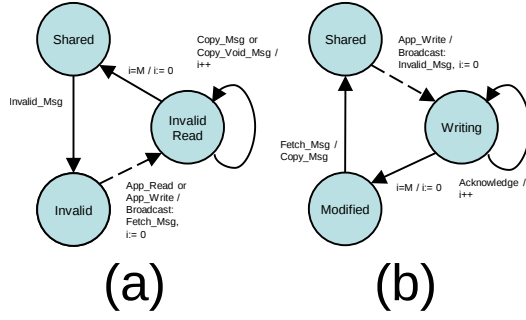 Shared
Copy_Msg or
Copy_Void_Msg /
i++
i=M / i:= 0
Invalid_Msg
Invalid
Read
Invalid
App_Read or
App_Write /
Broadcast:
Fetch_Msg,
i:= 0
(a)
Shared
App_Write /
Broadcast:
Invalid_Msg, i:= 0
Writing
Fetch_Msg /
Copy_Msg
i=M / i:= 0
Acknowledge /
i++
Modified
(b)